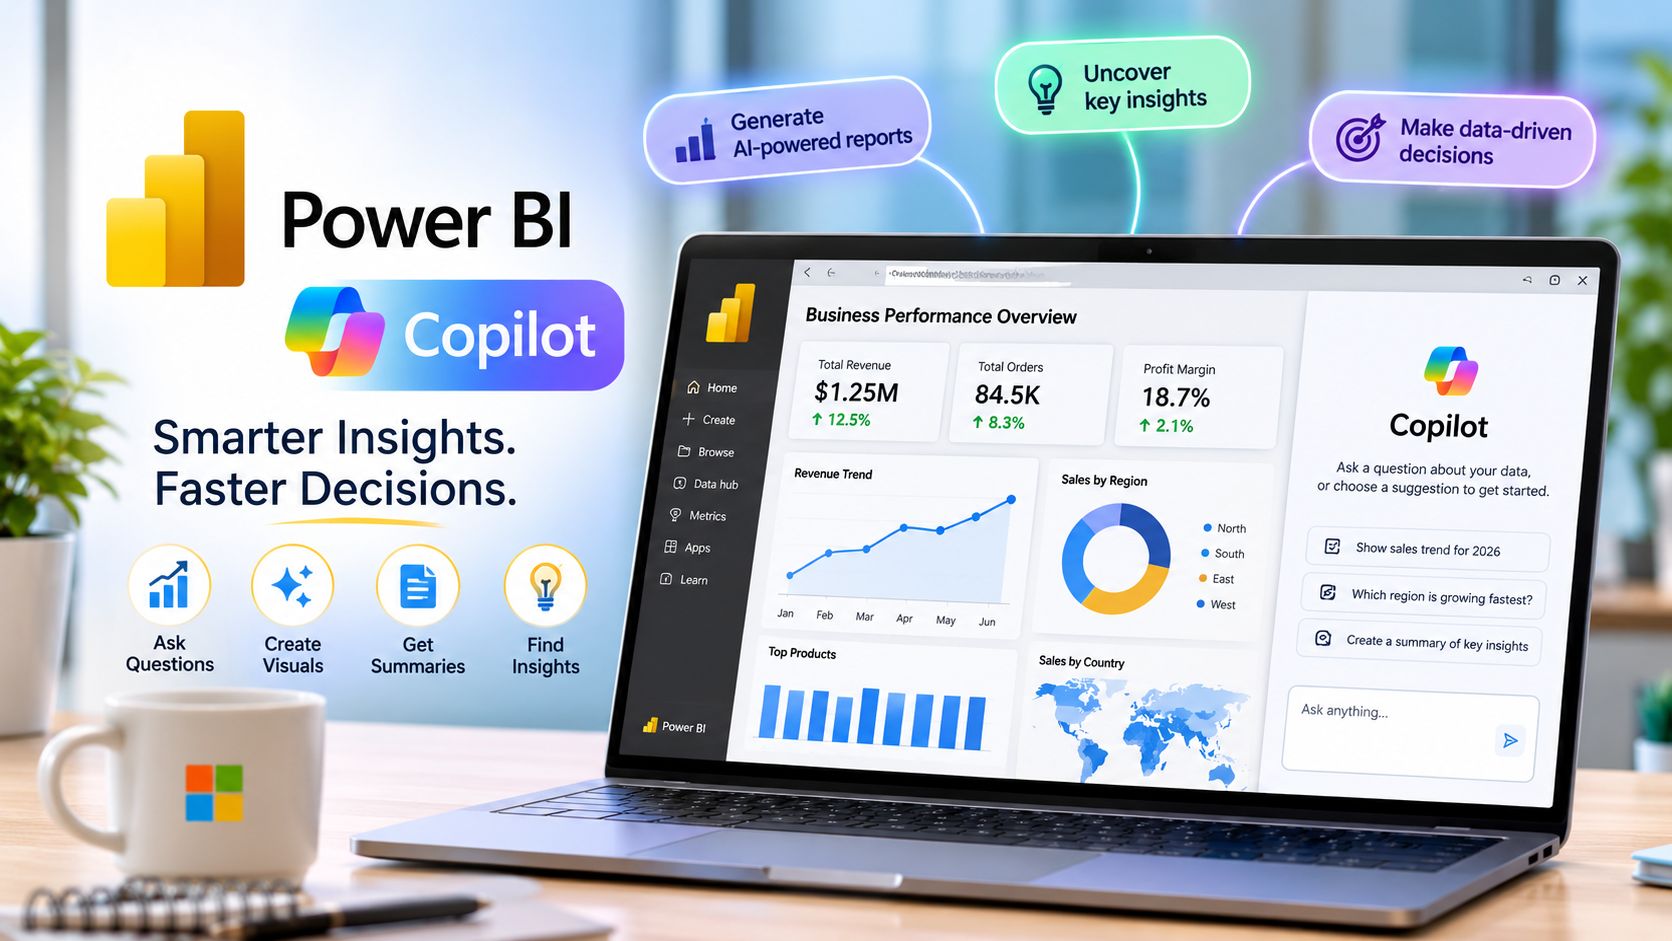 Power BI
Copilot
Smarter Insights.
Faster Decisions.
Ask
Questions
Create
Visuals
Get
Summaries
Find
Insights
Generate
AI-powered reports
Uncover
key insights
Make data-driven
decisions
Home
Create
Browse
Data hub
Metrics
Apps
Learn
Power BI
Business Performance Overview
Total Revenue
$1.25M
↑ 12.5%
Total Orders
84.5K
↑ 8.3%
Profit Margin
18.7%
↑ 2.1%
Revenue Trend
Jan Feb Mar Apr May Jun
Sales by Region
North
South
East
West
Top Products
Sales by Country
Copilot
Ask a question about your data,
or choose a suggestion to get started.
Show sales trend for 2026
Which region is growing fastest?
Create a summary of key insights
Ask anything...